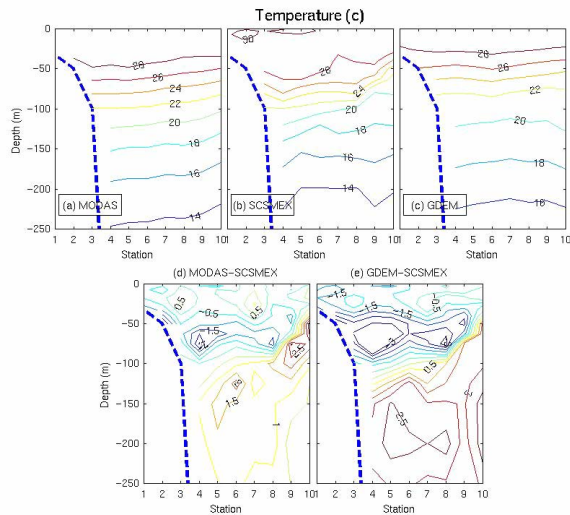 Temperature (c)
0
-50
-100
-150
-200
-250
Depth (m)
28
26
24
22
20
18
16
14
(a) MODAS
1 2 3 4 5 6 7 8 9 10
Station
30
28
24
20
18
16
14
(b) SCSMEX
1 2 3 4 5 6 7 8 9 10
Station
28
26
22
20
18
16
(c) GDEM
1 2 3 4 5 6 7 8 9 10
Station
(d) MODAS-SCSMEX
0
-50
-100
-150
-200
-250
Depth (m)
0.5
-0.5
-1.5
2.5
1.5
1
1 2 3 4 5 6 7 8 9 10
Station
(e) GDEM-SCSMEX
-1.5
-1.5
-1.5
0.5
2.5
1 2 3 4 5 6 7 8 9 10
Station